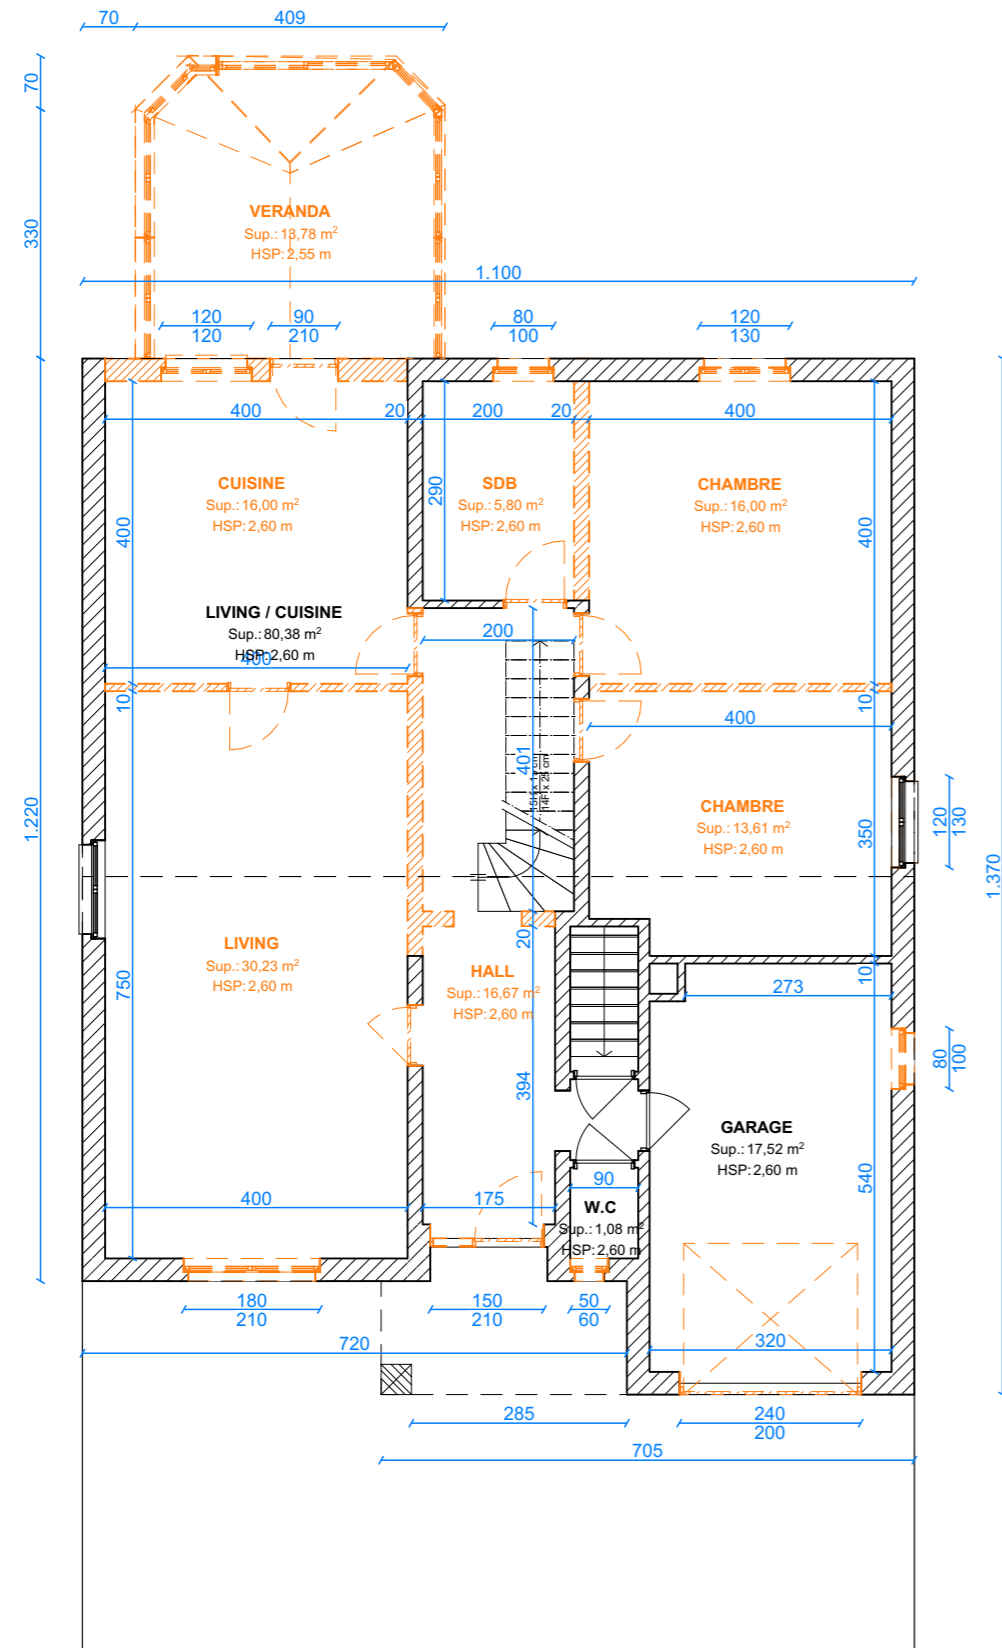 70 409
70
330
VERANDA
Sup.: 13,78 m²
HSP: 2,55 m
1.100
120 90 80 120
120 210 100 130
400 20 200 20 400
CUISINE SDB CHAMBRE
Sup.: 16,00 m² Sup.: 5,80 m² Sup.: 16,00 m²
HSP: 2,60 m HSP: 2,60 m HSP: 2,60 m
290
400 400
LIVING / CUISINE
Sup.: 80,38 m²
HSP: 2,60 m
400
200
10 10
400
401
14F x 25 cm
CHAMBRE
Sup.: 13,61 m²
HSP: 2,60 m
1.220
350
120
130
1.370
LIVING
Sup.: 30,23 m²
HSP: 2,60 m
750
20
HALL
Sup.: 16,67 m²
HSP: 2,60 m
10
273
80
100
394
GARAGE
Sup.: 17,52 m²
HSP: 2,60 m
540
400 175 90
W.C
Sup.: 1,08 m²
HSP: 2,60 m
180 150 50
210 210 60
720 320
285 240
200
705